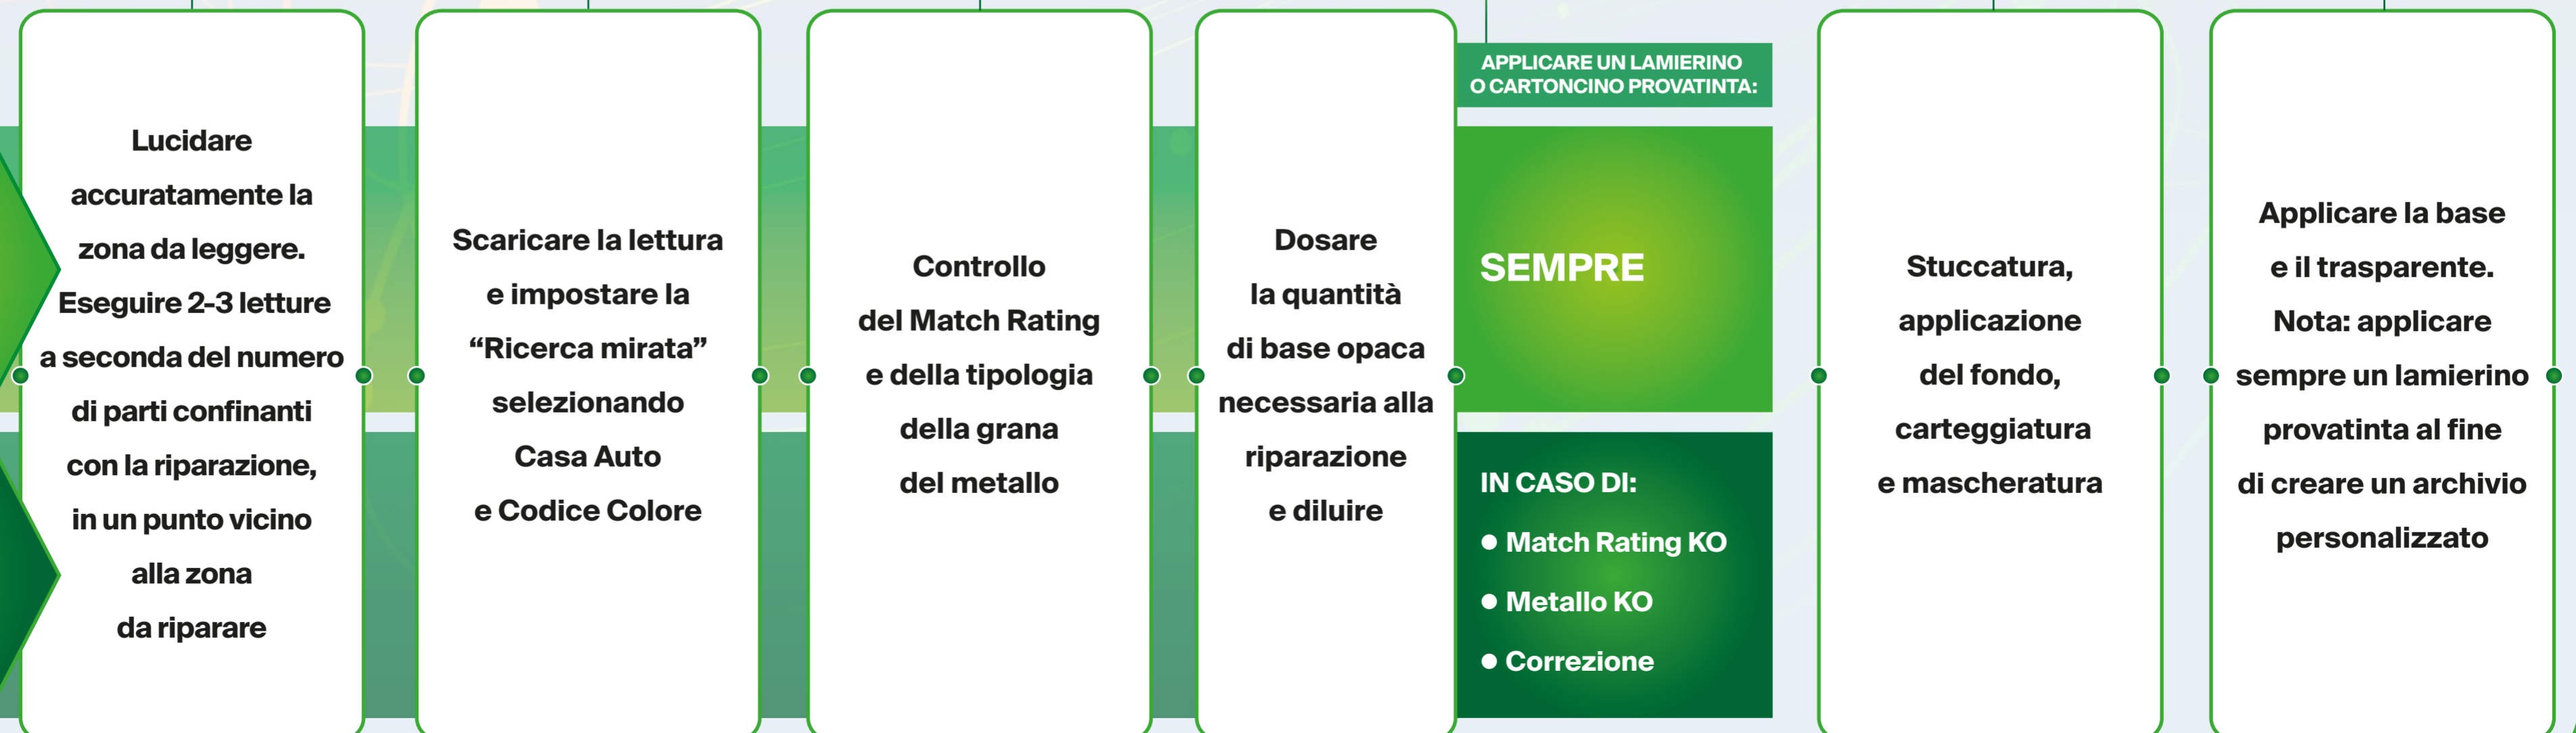 Lucidare
accuratamente la
zona da leggere.
Eseguire 2-3 letture
a seconda del numero
di parti confinanti
con la riparazione,
in un punto vicino
alla zona
da riparare
Scaricare la lettura
e impostare la
“Ricerca mirata”
selezionando
Casa Auto
e Codice Colore
Controllo
del Match Rating
e della tipologia
della grana
del metallo
Dosare
la quantità
di base opaca
necessaria alla
riparazione
e diluire
APPLICARE UN LAMIERINO
O CARTONCINO PROVATINTA:
SEMPRE
IN CASO DI:
● Match Rating KO
● Metallo KO
● Correzione
Stuccatura,
applicazione
del fondo,
carteggiatura
e mascheratura
Applicare la base
e il trasparente.
Nota: applicare
sempre un lamierino
provatinta al fine
di creare un archivio
personalizzato